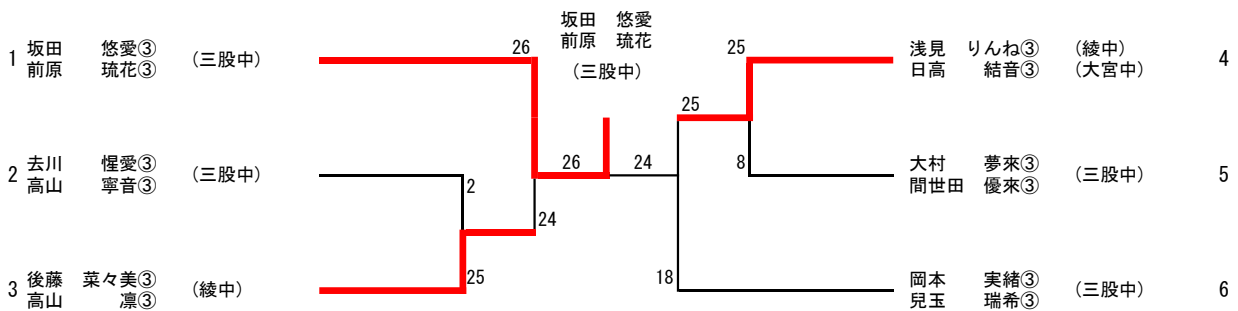 坂田 悠愛
前原 琉花
(三股中)
1 坂田 悠愛③ (三股中)
前原 琉花③
26
2 去川 惺愛③ (三股中)
高山 寧音③
2
3 後藤 菜々美③ (綾中)
高山 凛③
25
24
26
24
25
浅見 りんね③ (綾中) 4
日高 結音③ (大宮中)
25
大村 夢來③ (三股中) 5
間世田 優來③
8
岡本 実緒③ (三股中) 6
兒玉 瑞希③
18